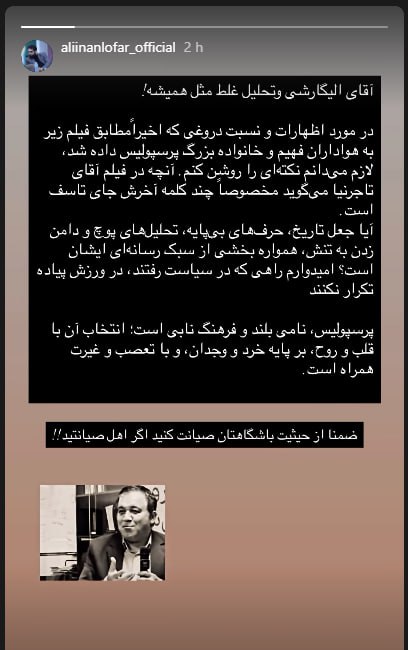 aliinanlofar_official 2 h
آقای الیگارشی وتحلیل غلط مثل همیشه!
در مورد اظهارات و نسبت دروغی که اخیراًمطابق فیلم زیر
به هواداران فهیم و خانواده بزرگ پرسپولیس داده شد،
لازم می‌دانم نکته‌ای را روشن کنم. آنچه در فیلم آقای
تاجرنیا می‌گوید مخصوصاً چند کلمه آخرش جای تاسف
است.
آیا جعل تاریخ، حرف‌های بی‌پایه، تحلیل‌های پوچ و دامن
زدن به تنش، همواره بخشی از سبک رسانه‌ای ایشان
است؟ امیدوارم راهی که در سیاست رفتند، در ورزش پیاده
تکرار نکنند
پرسپولیس، نامی بلند و فرهنگ نابی است؛ انتخاب آن با
قلب و روح، بر پایه خرد و وجدان، و با تعصب و غیرت
همراه است.
ضمنا از حیثیت باشگاهتان صیانت کنید اگر اهل صیانتید!!